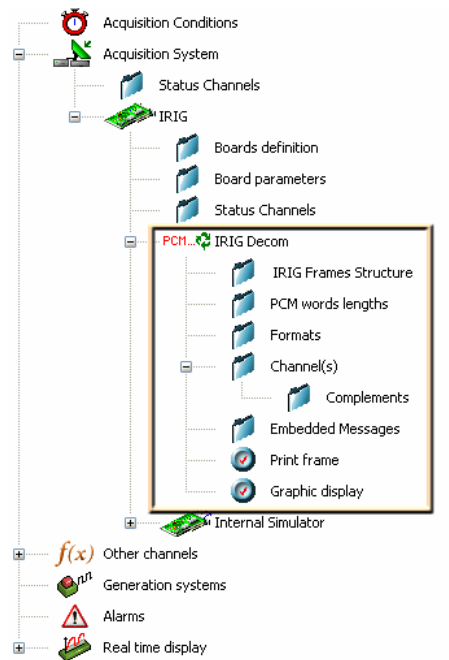 Acquisition Conditions
Acquisition System
Status Channels
IRIG
Boards definition
Board parameters
Status Channels
PCM... IRIG Decom
IRIG Frames Structure
PCM words lengths
Formats
Channel(s)
Complements
Embedded Messages
Print frame
Graphic display
Internal Simulator
f(x) Other channels
Generation systems
Alarms
Real time display